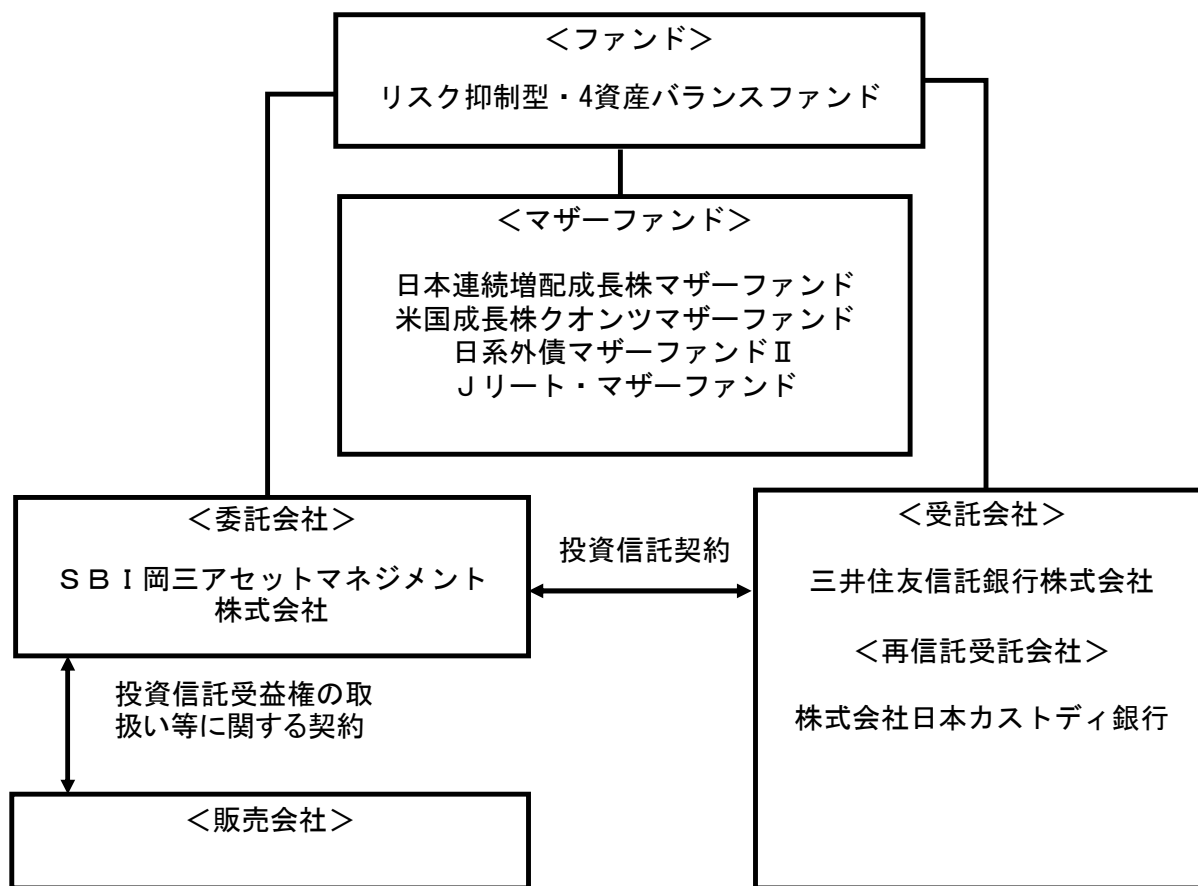 ＜ファンド＞
リスク抑制型・4資産バランスファンド
＜マザーファンド＞
日本連続増配成長株マザーファンド
米国成長株クオンツマザーファンド
日系外債マザーファンドⅡ
Ｊリート・マザーファンド
＜委託会社＞
ＳＢＩ岡三アセットマネジメント
株式会社
投資信託契約
＜受託会社＞
三井住友信託銀行株式会社
＜再信託受託会社＞
株式会社日本カストディ銀行
投資信託受益権の取
扱い等に関する契約
＜販売会社＞